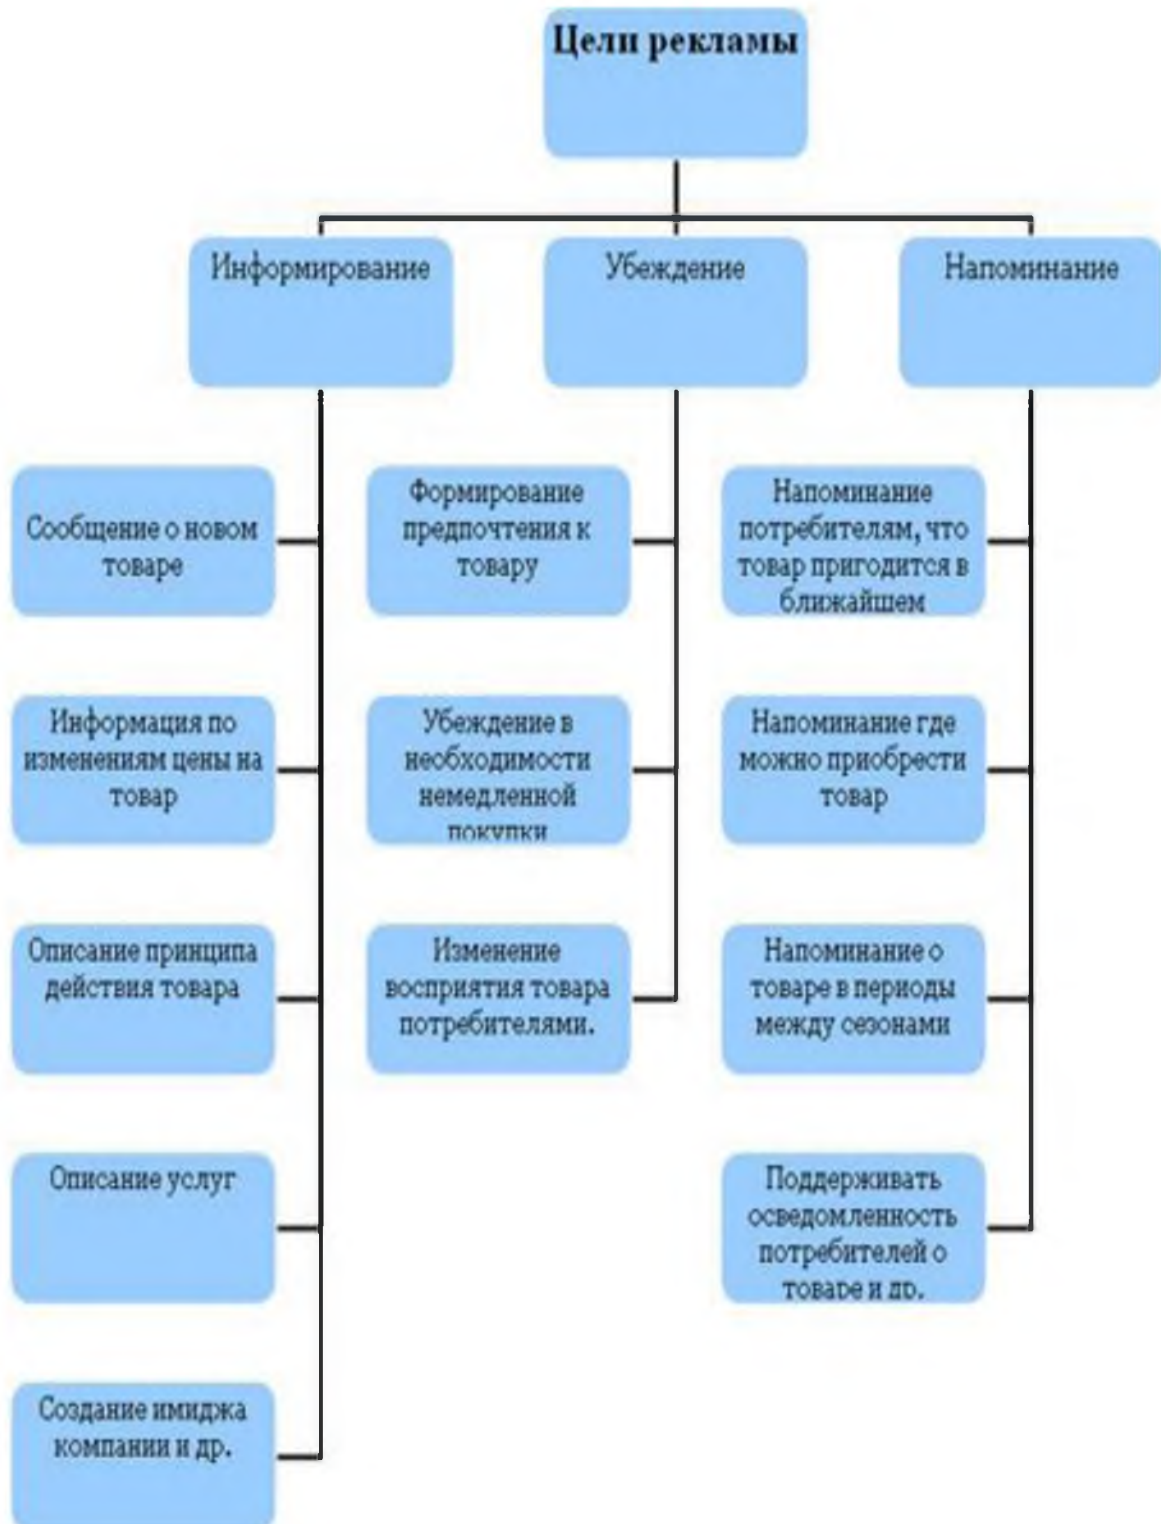 Цели рекламы
Информирование
Убеждение
Напоминание
Сообщение о новом
товаре
Формирование
предпочтения к
товару
Напоминание
потребителям, что
товар пригодится в
ближайшем
Информация по
изменениям цены на
товар
Убеждение в
необходимости
немедленной
покупки
Напоминание где
можно приобрести
товар
Описание принципа
действия товара
Изменение
восприятия товара
потребителями.
Напоминание о
товаре в периоды
между сезонами
Описание услуг
Поддерживать
осведомленность
потребителей о
товаре и др.
Создание имиджа
компании и др.